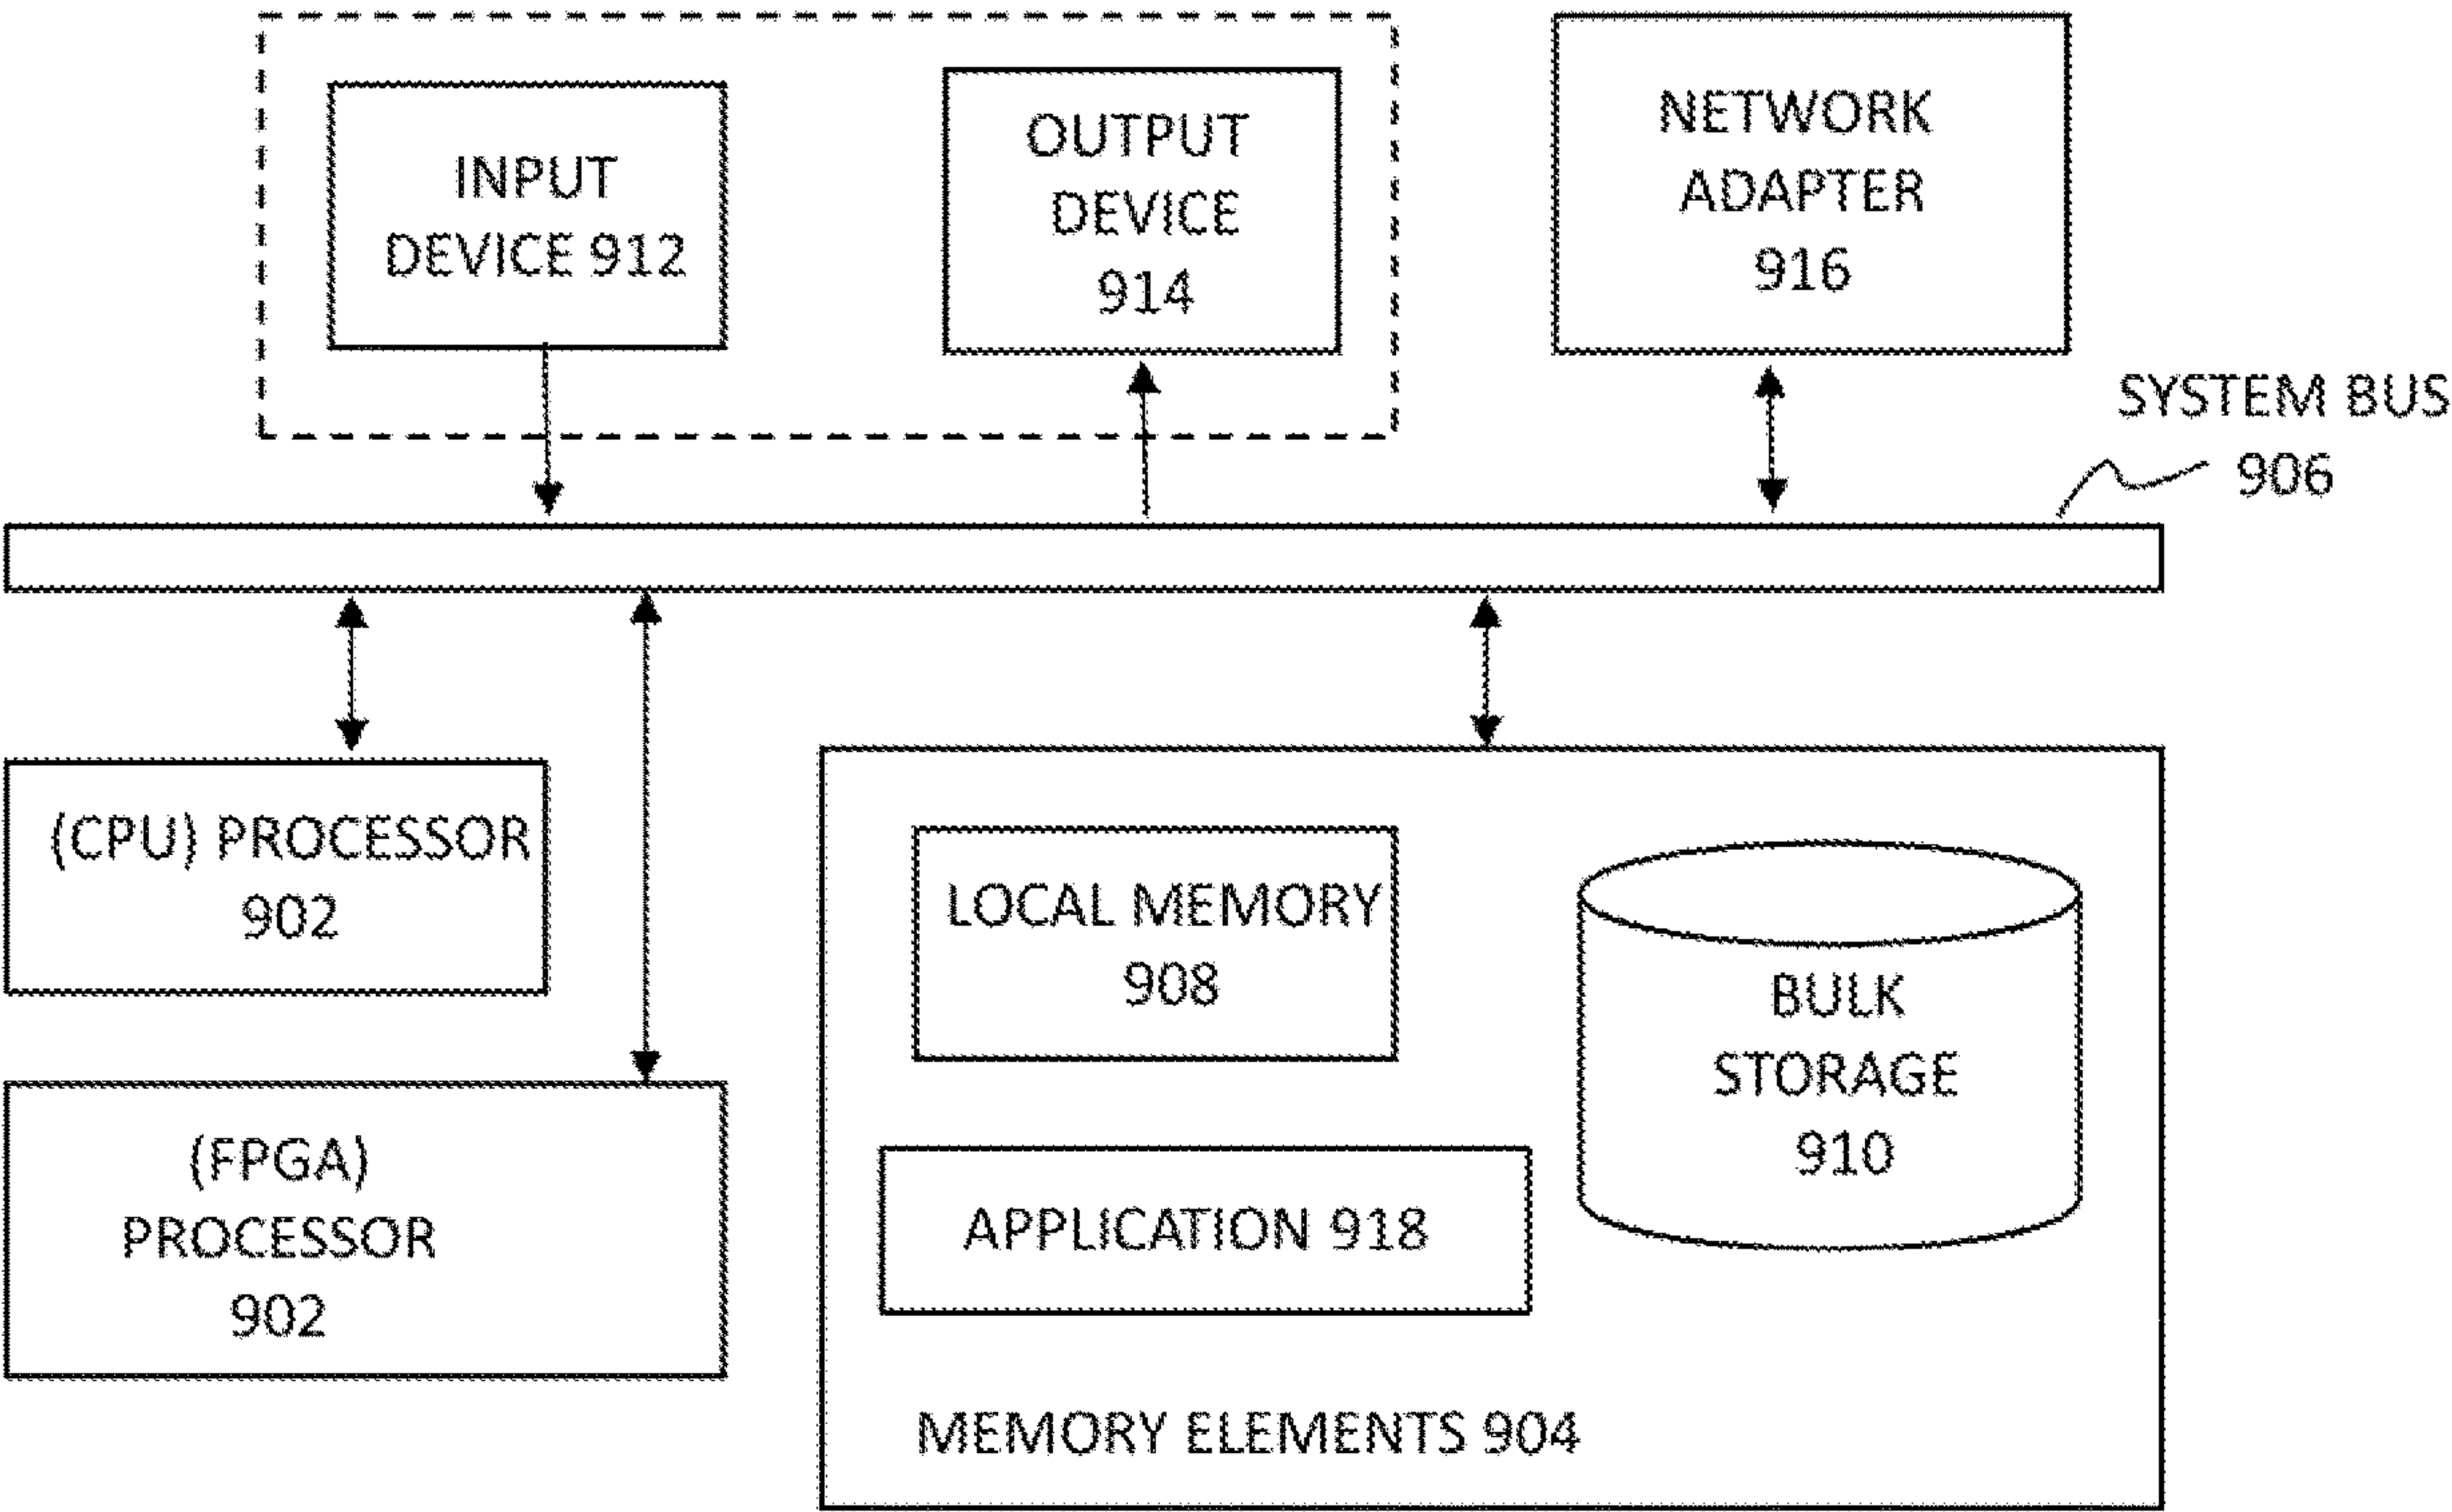 INPUT
DEVICE 912
OUTPUT
DEVICE
914
NETWORK
ADAPTER
916
SYSTEM BUS
906
(CPU) PROCESSOR
902
(FPGA)
PROCESSOR
902
LOCAL MEMORY
908
APPLICATION 918
BULK
STORAGE
910
MEMORY ELEMENTS 904